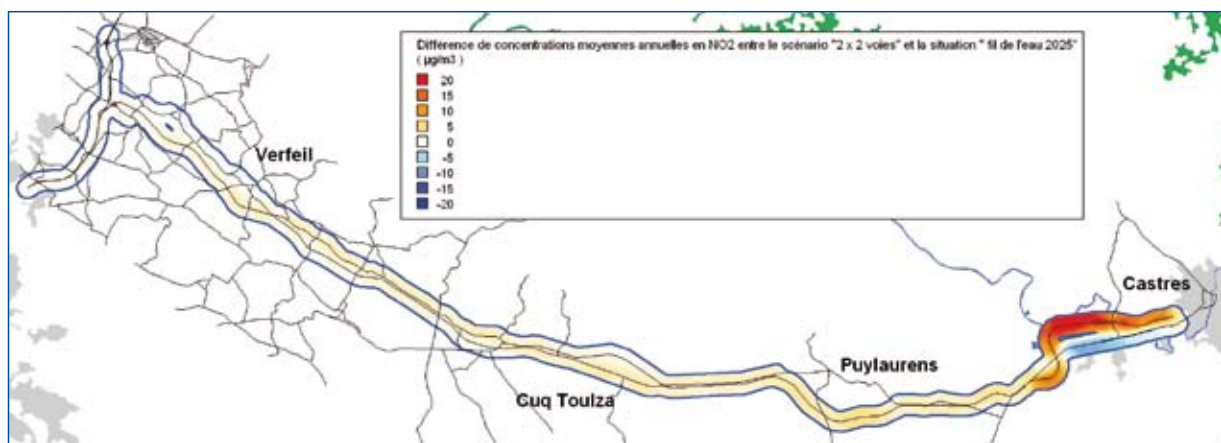 Différence de concentrations moyennes annuelles en NO2 entre le scénario "2 x 2 voies" et la situation " fil de l'eau 2025"
( µg/m3 )
20
15
10
5
0
-5
-10
-15
-20
Verfeil
Castres
Puylaurens
Cuq Toulza